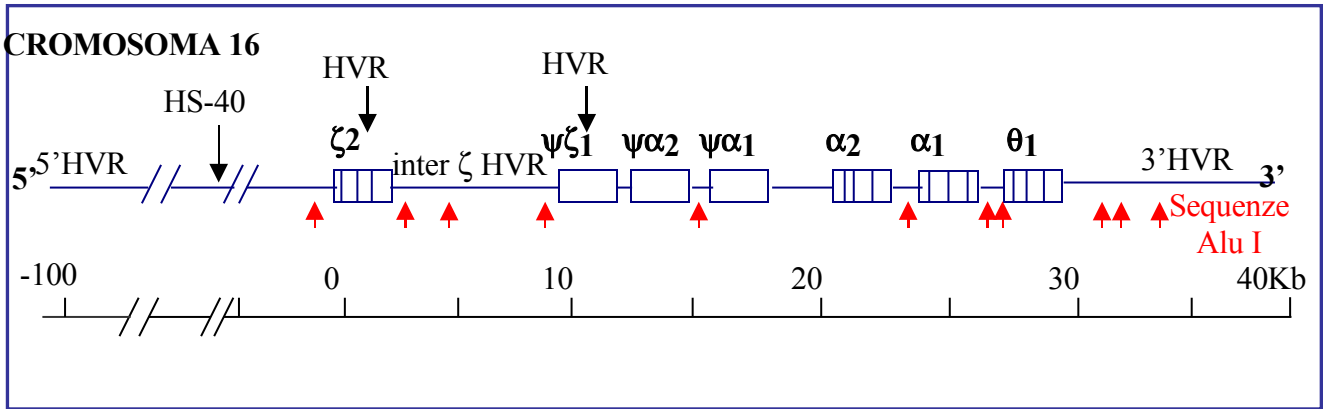 CROMOSOMA 16
HVR HVR
HS-40
ζ2 ψζ1 ψα2 ψα1 α2 α1 θ1
5' 5'HVR inter ζ HVR 3'HVR 3'
Sequenze
Alu I
-100 0 10 20 30 40Kb